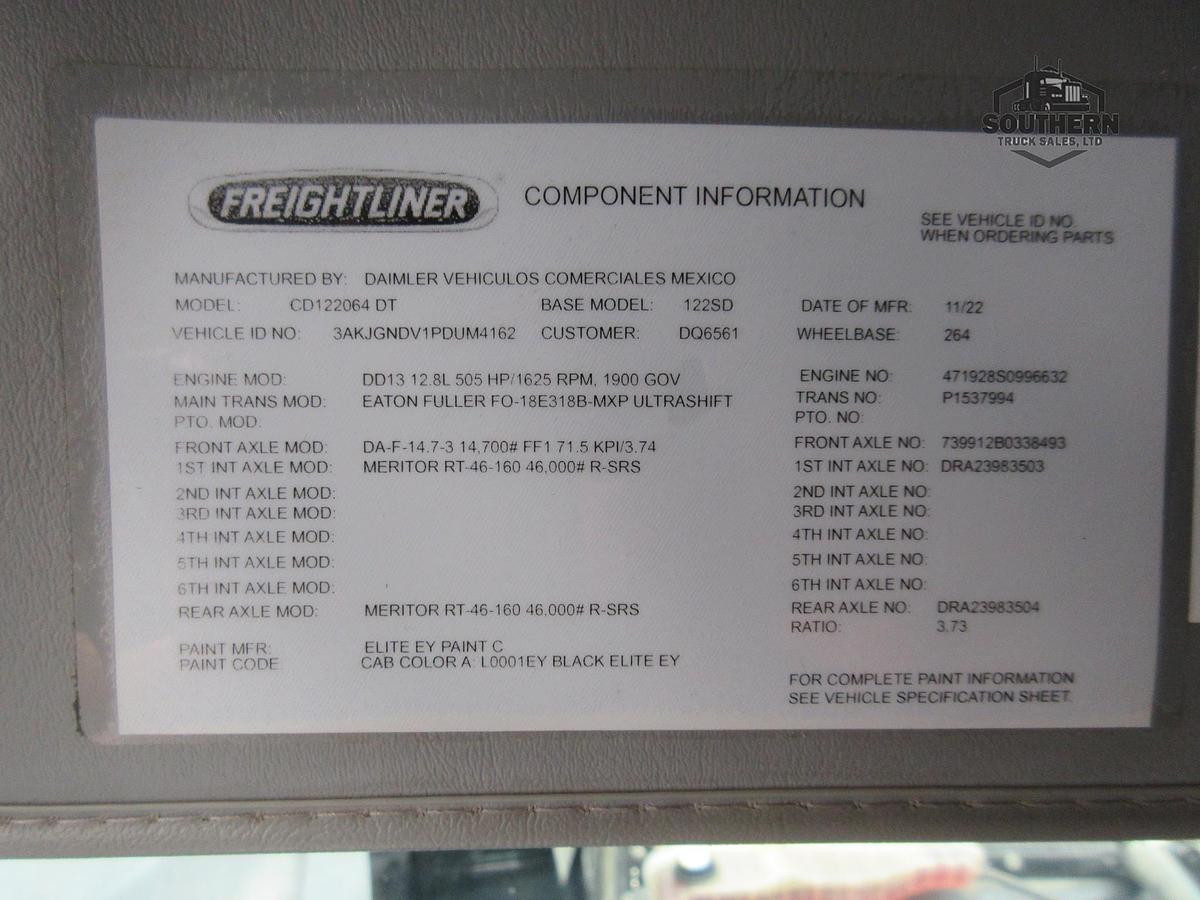 SOUTHERN
TRUCK SALES, LTD
FREIGHTLINER
COMPONENT INFORMATION
SEE VEHICLE ID NO.
WHEN ORDERING PARTS
MANUFACTURED BY: DAIMLER VEHICULOS COMERCIALES MEXICO
MODEL: CD122064 DT BASE MODEL: 122SD DATE OF MFR: 11/22
VEHICLE ID NO: 3AKJGNDV1PDUM4162 CUSTOMER: DQ6561 WHEELBASE: 264
ENGINE MOD: DD13 12.8L 505 HP/1625 RPM, 1900 GOV ENGINE NO: 471928S0996632
MAIN TRANS MOD: EATON FULLER FO-18E318B-MXP ULTRASHIFT TRANS NO: P1537994
PTO. MOD: PTO. NO:
FRONT AXLE MOD: DA-F-14.7-3 14,700# FF1 71.5 KPI/3.74 FRONT AXLE NO: 739912B0338493
1ST INT AXLE MOD: MERITOR RT-46-160 46,000# R-SRS 1ST INT AXLE NO: DRA23983503
2ND INT AXLE MOD: 2ND INT AXLE NO:
3RD INT AXLE MOD: 3RD INT AXLE NO:
4TH INT AXLE MOD: 4TH INT AXLE NO:
5TH INT AXLE MOD: 5TH INT AXLE NO:
6TH INT AXLE MOD: 6TH INT AXLE NO:
REAR AXLE MOD: MERITOR RT-46-160 46,000# R-SRS REAR AXLE NO: DRA23983504
RATIO: 3.73
PAINT MFR: ELITE EY PAINT C
PAINT CODE: CAB COLOR A: L0001EY BLACK ELITE EY
FOR COMPLETE PAINT INFORMATION
SEE VEHICLE SPECIFICATION SHEET.